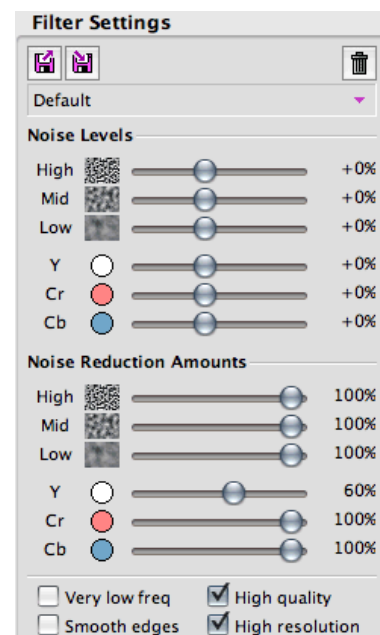 Filter Settings
Default
Noise Levels
High +0%
Mid +0%
Low +0%
Y +0%
Cr +0%
Cb +0%
Noise Reduction Amounts
High 100%
Mid 100%
Low 100%
Y 60%
Cr 100%
Cb 100%
Very low freq High quality
Smooth edges High resolution